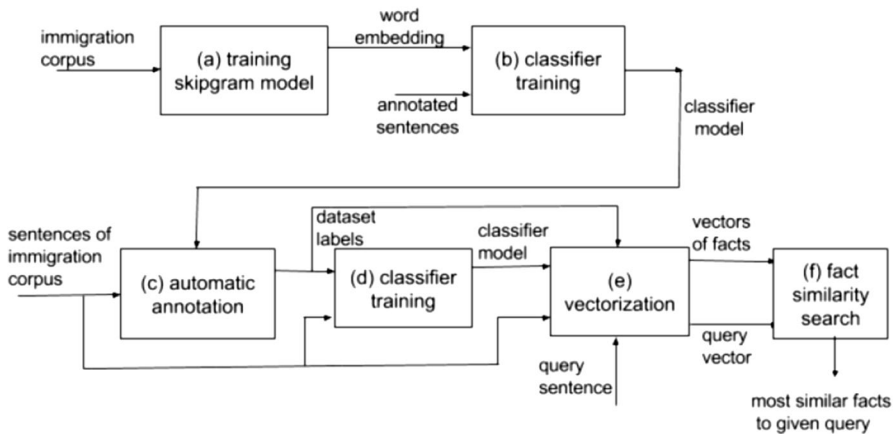 immigration
corpus
(a) training
skipgram model
word
embedding
annotated
sentences
(b) classifier
training
classifier
model
sentences of
immigration
corpus
(c) automatic
annotation
dataset
labels
(d) classifier
training
classifier
model
(e)
vectorization
query
sentence
vectors
of facts
query
vector
(f) fact
similarity
search
most similar facts
to given query